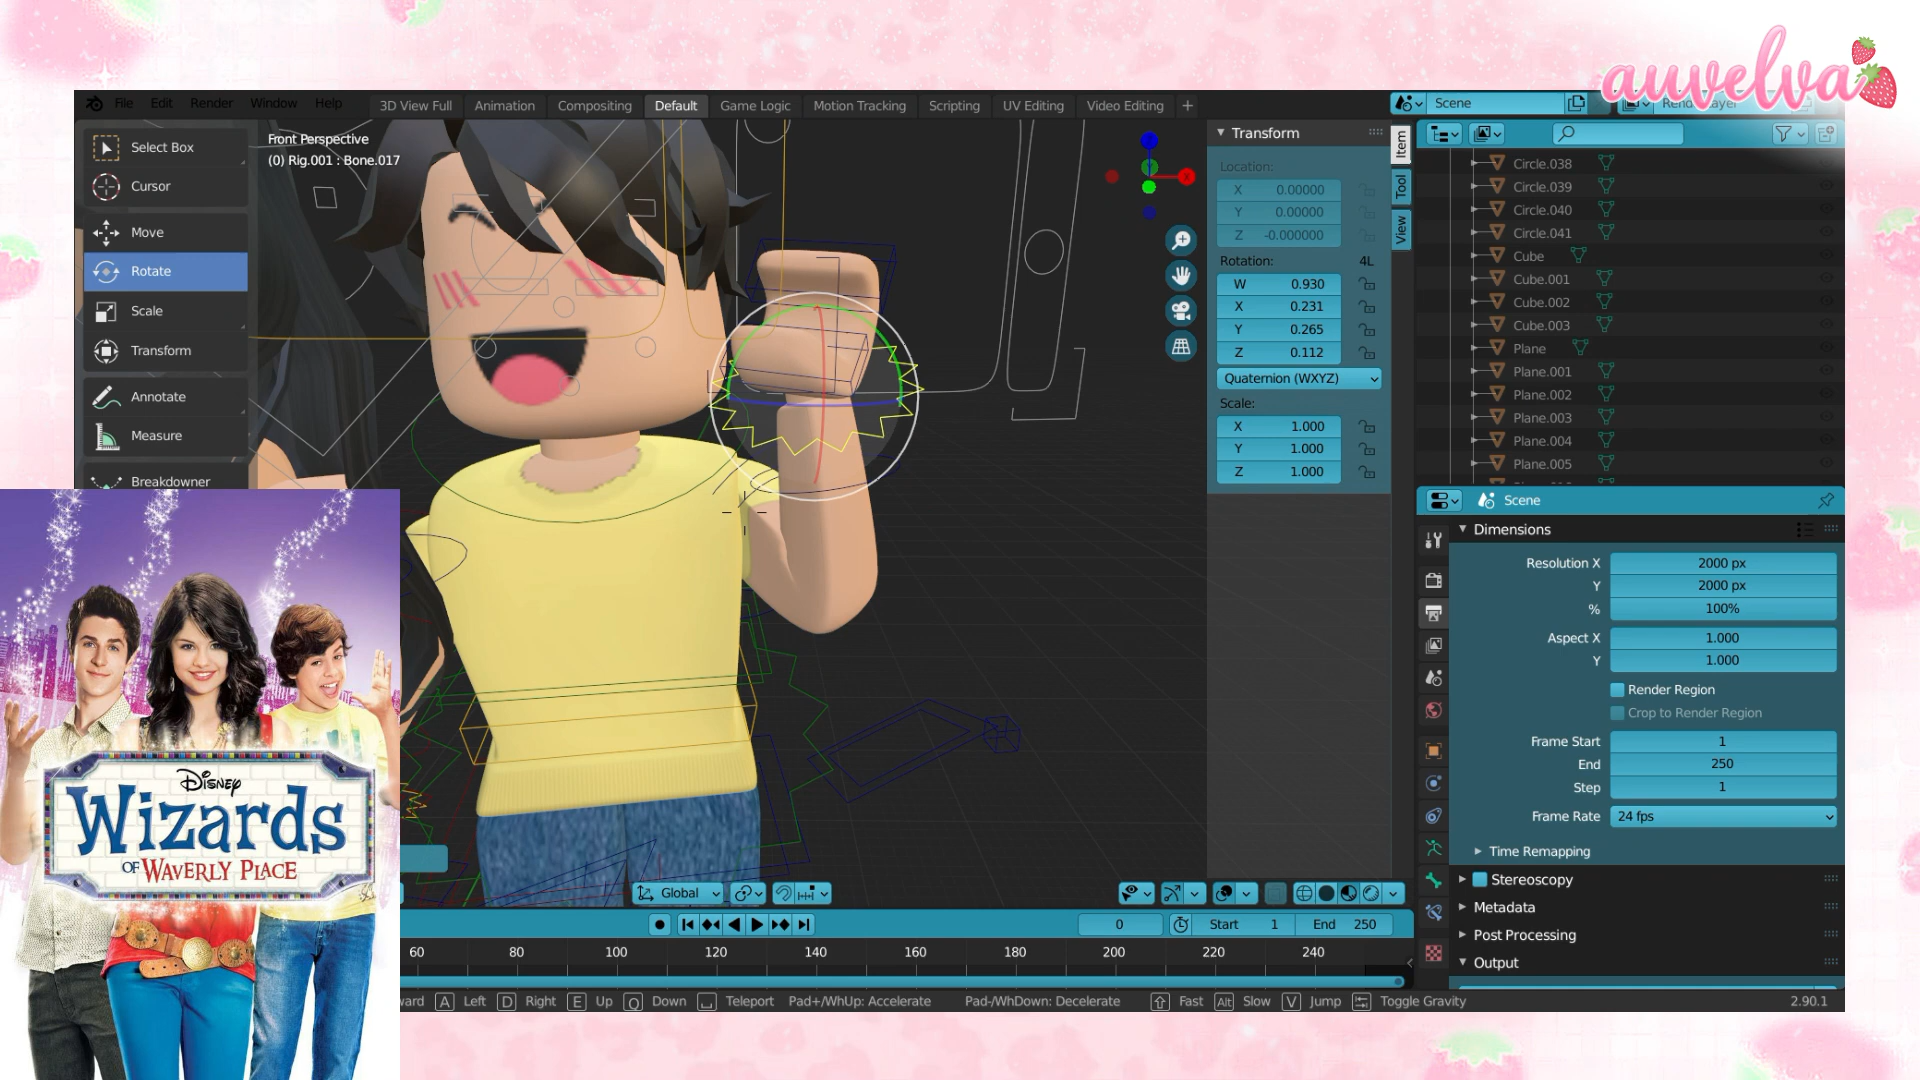 auvelva
File Edit Render Window Help
3D View Full Animation Compositing Default Game Logic Motion Tracking Scripting UV Editing Video Editing +
Scene
Select Box
Cursor
Move
Rotate
Scale
Transform
Annotate
Measure
Breakdowner
Front Perspective
(0) Rig.001 : Bone.017
Transform
Location:
X 0.00000
Y 0.00000
Z -0.000000
Rotation: 4L
W 0.930
X 0.231
Y 0.265
Z 0.112
Quaternion (WXYZ)
Scale:
X 1.000
Y 1.000
Z 1.000
Item
Tool
View
Circle.038
Circle.039
Circle.040
Circle.041
Cube
Cube.001
Cube.002
Cube.003
Plane
Plane.001
Plane.002
Plane.003
Plane.004
Plane.005
Scene
Dimensions
Resolution X 2000 px
Y 2000 px
% 100%
Aspect X 1.000
Y 1.000
Render Region
Crop to Render Region
Frame Start 1
End 250
Step 1
Frame Rate 24 fps
Time Remapping
Stereoscopy
Metadata
Post Processing
Output
Disney
Wizards
OF WAVERLY PLACE
Global
0 Start 1 End 250
60 80 100 120 140 160 180 200 220 240
A Left D Right E Up Q Down Teleport Pad+/WhUp: Accelerate Pad-/WhDown: Decelerate Fast Alt Slow V Jump Toggle Gravity 2.90.1